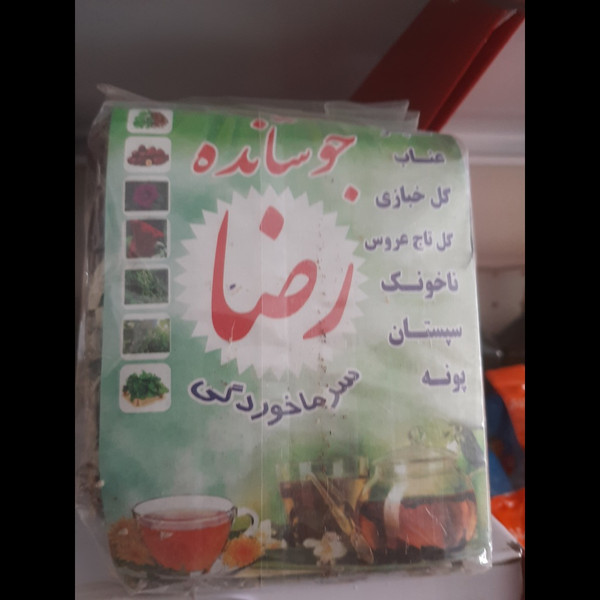 جوشانده
رضا
سرماخوردگی
عناب
گل خبازی
گل تاج عروس
ناخونک
سپستان
پونه